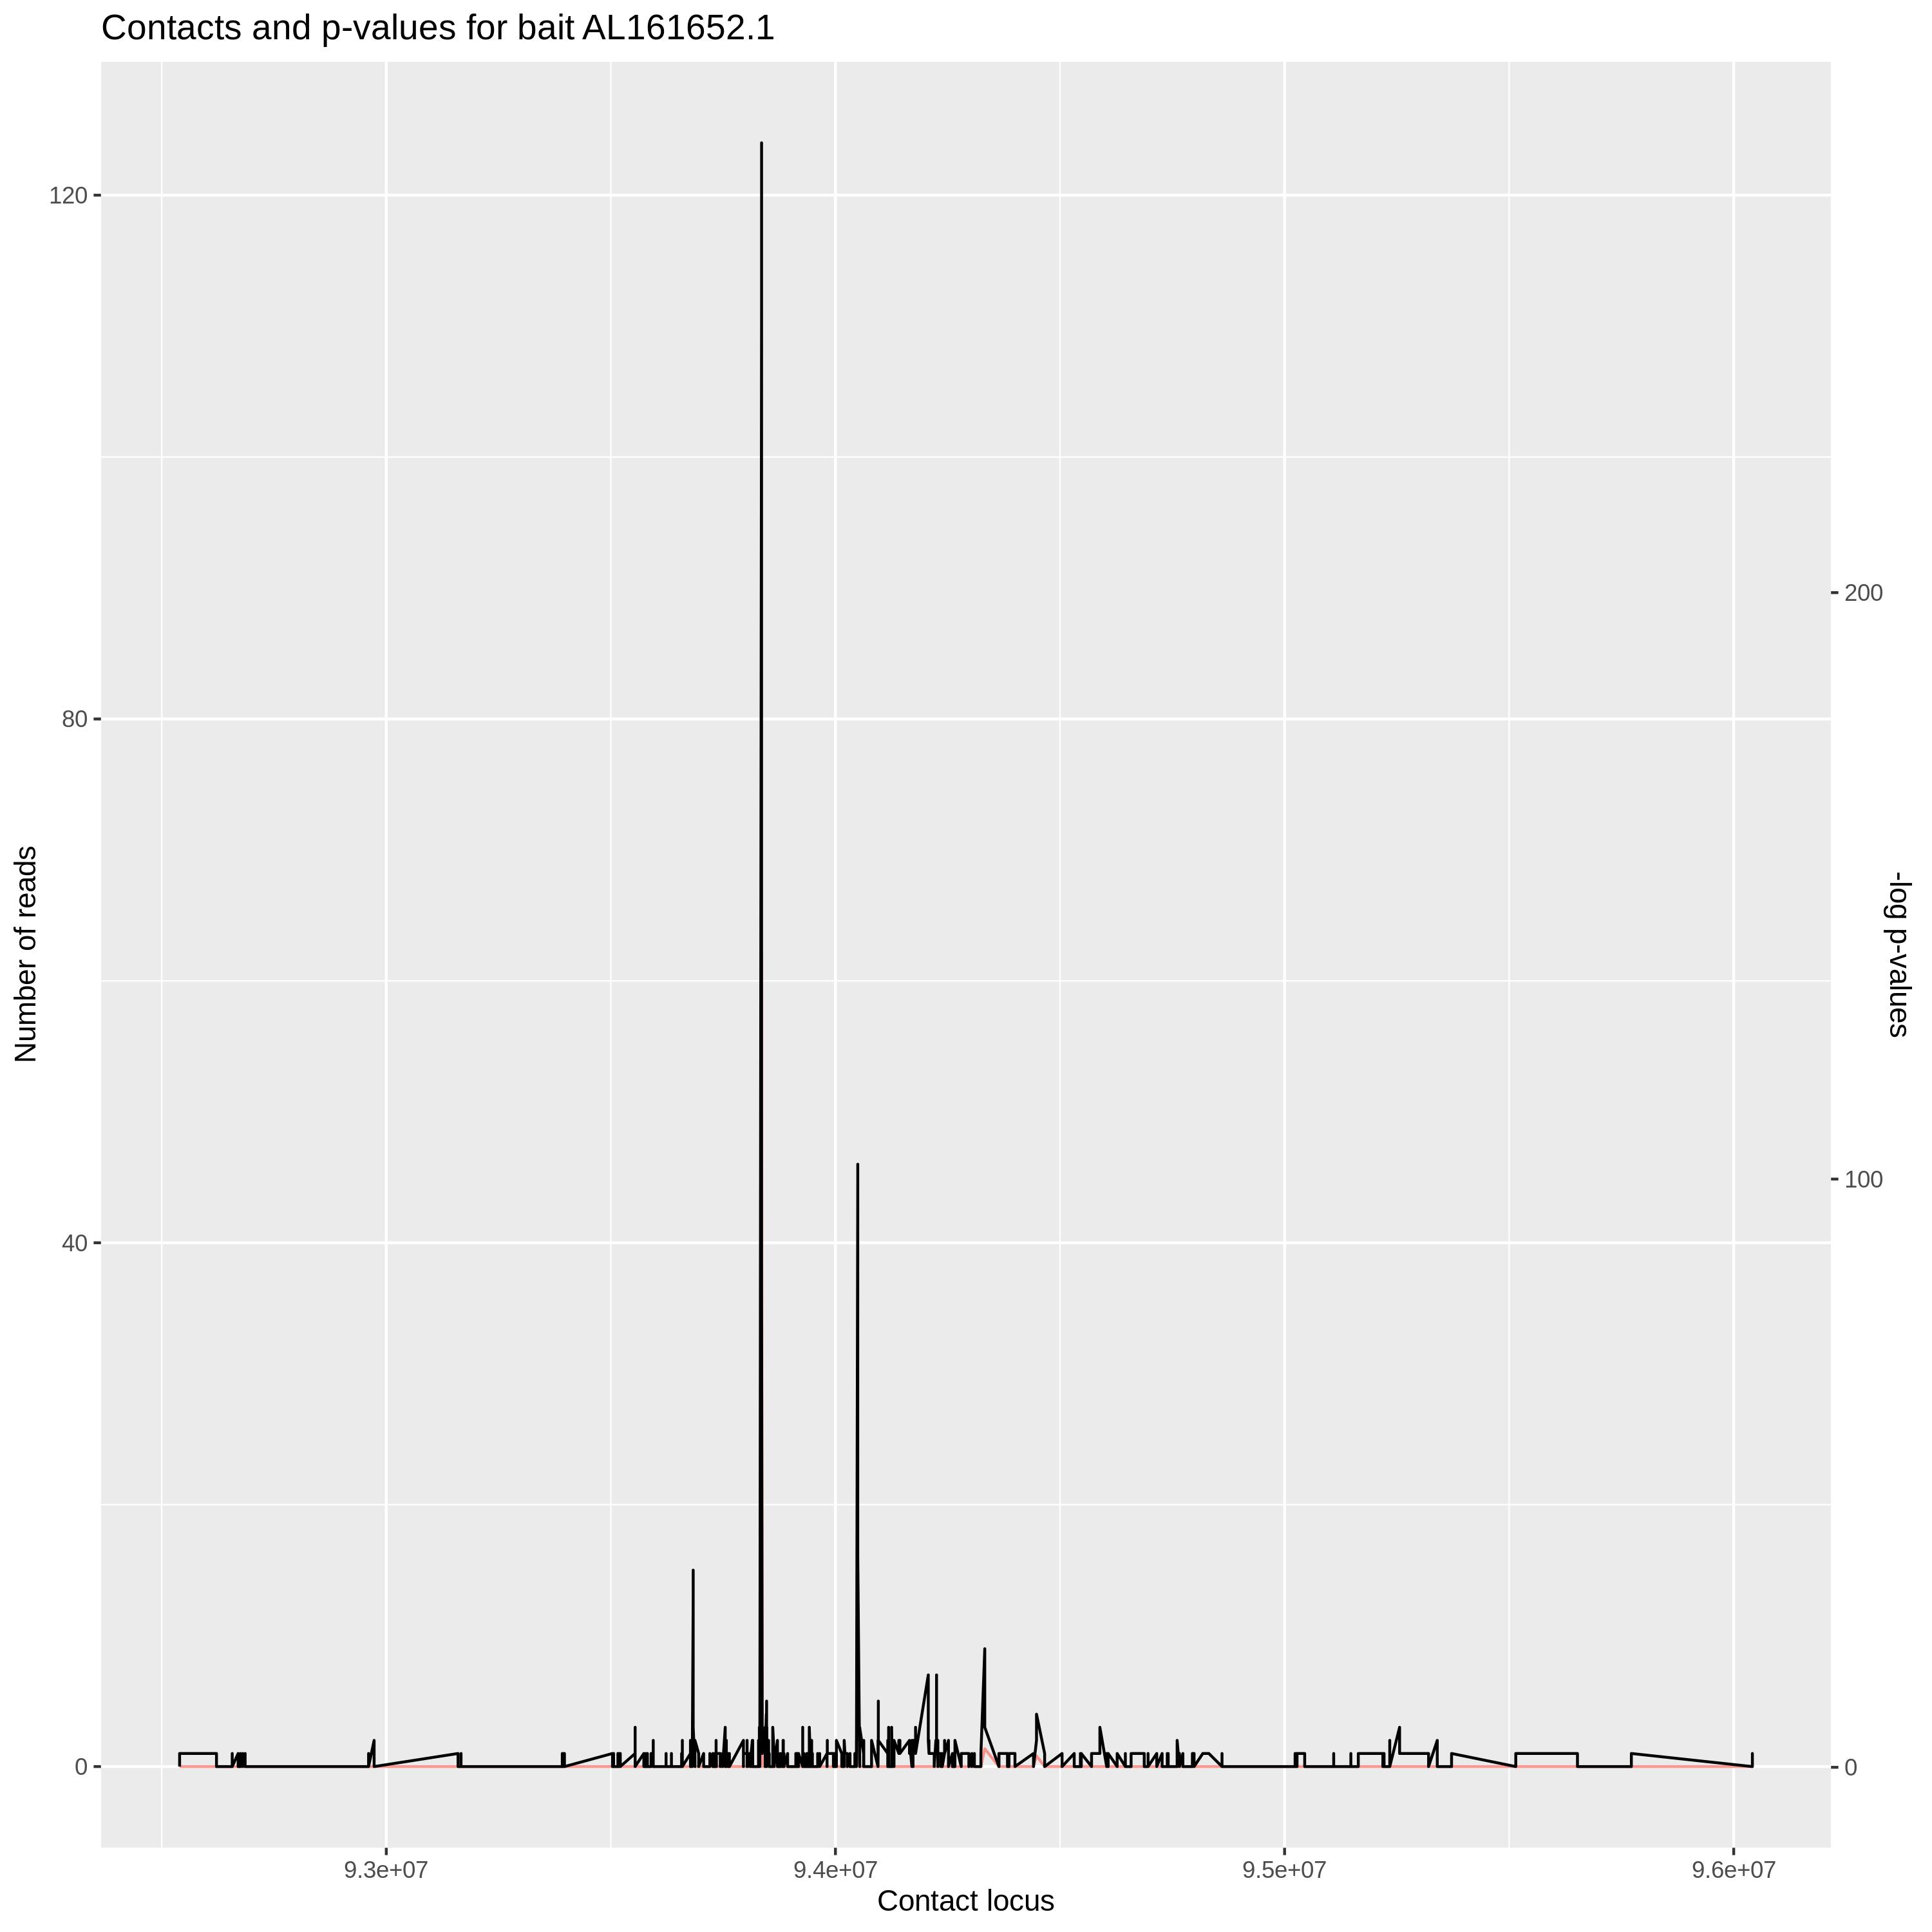 Contacts and p-values for bait AL161652.1
120
80
40
0
Number of reads
200
100
0
-log p-values
9.3e+07
9.4e+07
9.5e+07
9.6e+07
Contact locus